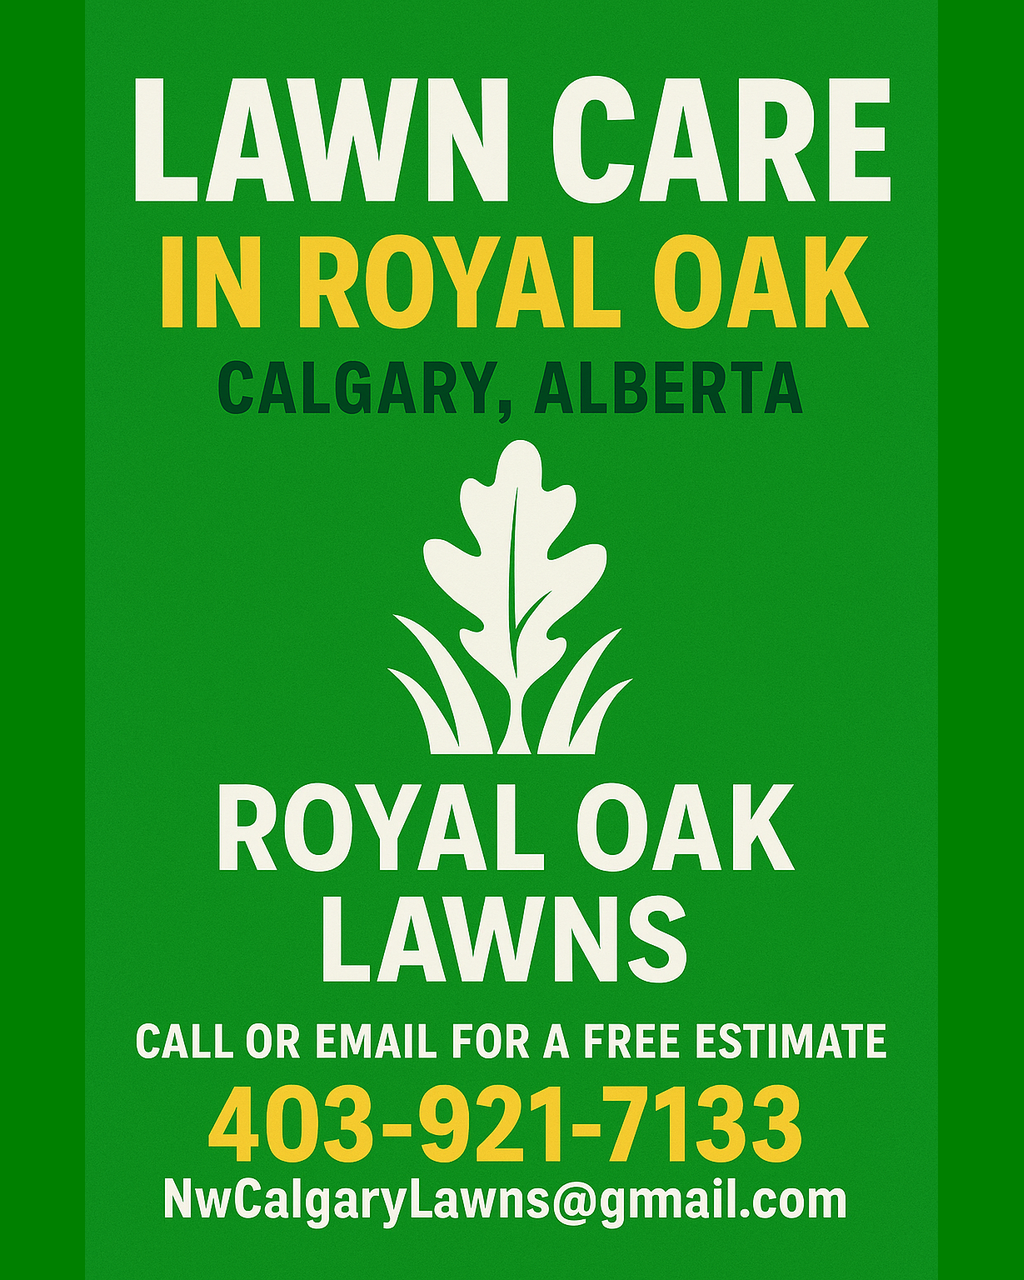 LAWN CARE
IN ROYAL OAK
CALGARY, ALBERTA
ROYAL OAK
LAWNS
CALL OR EMAIL FOR A FREE ESTIMATE
403-921-7133
NwCalgaryLawns@gmail.com